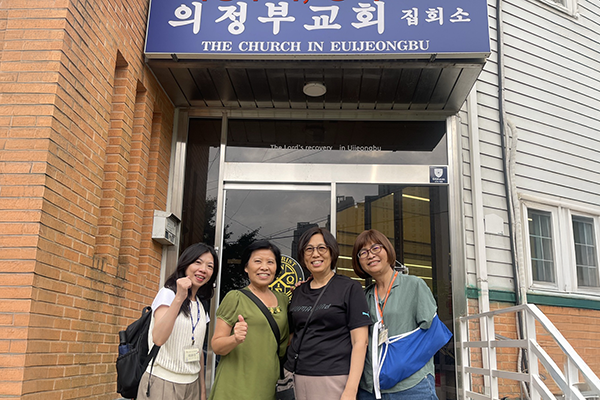 의정부교회 집회소
THE CHURCH IN EUIJEONGBU
The Lord's recovery in Uijeongbu